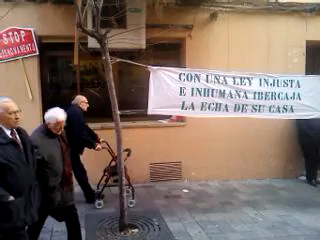 STOP
CON UNA LEY INJUSTA
E INHUMANA IBERCAJA
LA ECHA DE SU CASA